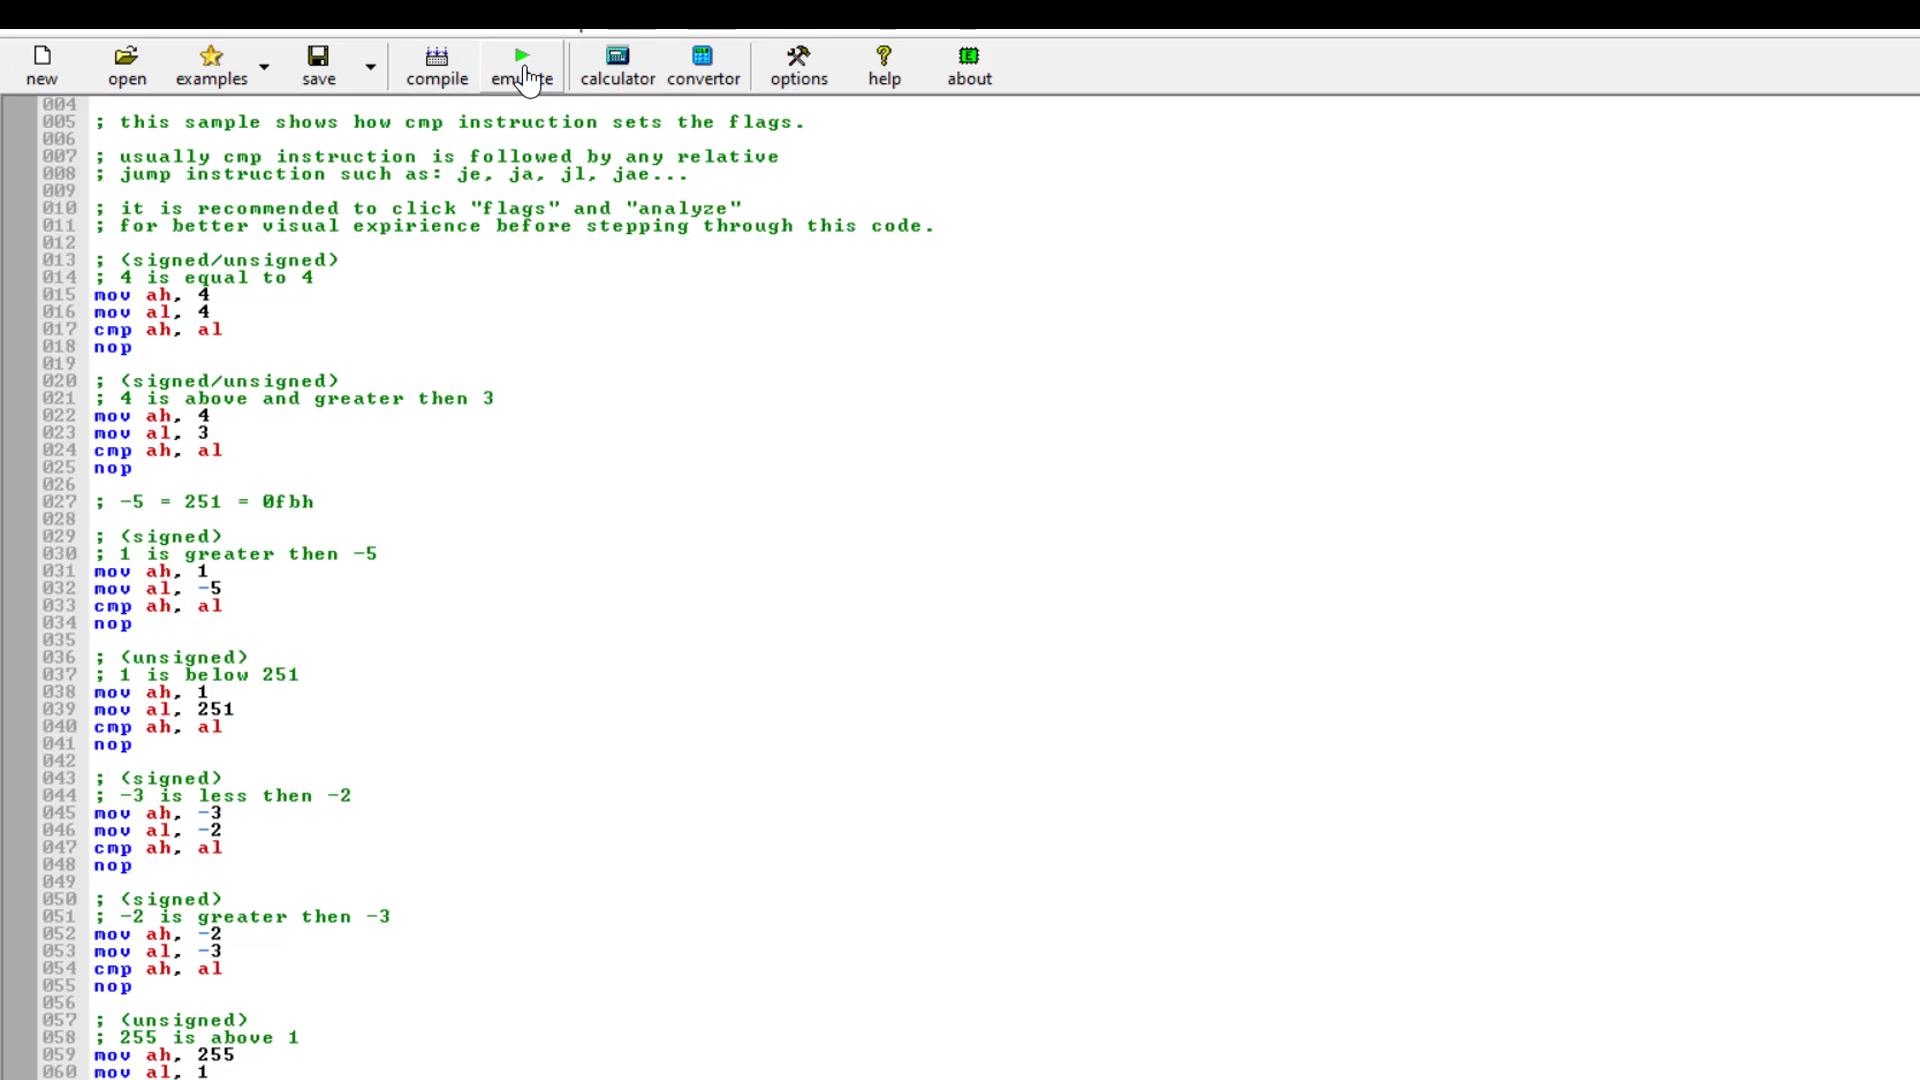 new open examples save compile emulate calculator convertor options help about
004
005 ; this sample shows how cmp instruction sets the flags.
006
007 ; usually cmp instruction is followed by any relative
008 ; jump instruction such as: je, ja, jl, jae...
009
010 ; it is recommended to click "flags" and "analyze"
011 ; for better visual expirience before stepping through this code.
012
013 ; (signed/unsigned)
014 ; 4 is equal to 4
015 mov ah, 4
016 mov al, 4
017 cmp ah, al
018 nop
019
020 ; (signed/unsigned)
021 ; 4 is above and greater then 3
022 mov ah, 4
023 mov al, 3
024 cmp ah, al
025 nop
026
027 ; -5 = 251 = 0fbh
028
029 ; (signed)
030 ; 1 is greater then -5
031 mov ah, 1
032 mov al, -5
033 cmp ah, al
034 nop
035
036 ; (unsigned)
037 ; 1 is below 251
038 mov ah, 1
039 mov al, 251
040 cmp ah, al
041 nop
042
043 ; (signed)
044 ; -3 is less then -2
045 mov ah, -3
046 mov al, -2
047 cmp ah, al
048 nop
049
050 ; (signed)
051 ; -2 is greater then -3
052 mov ah, -2
053 mov al, -3
054 cmp ah, al
055 nop
056
057 ; (unsigned)
058 ; 255 is above 1
059 mov ah, 255
060 mov al, 1